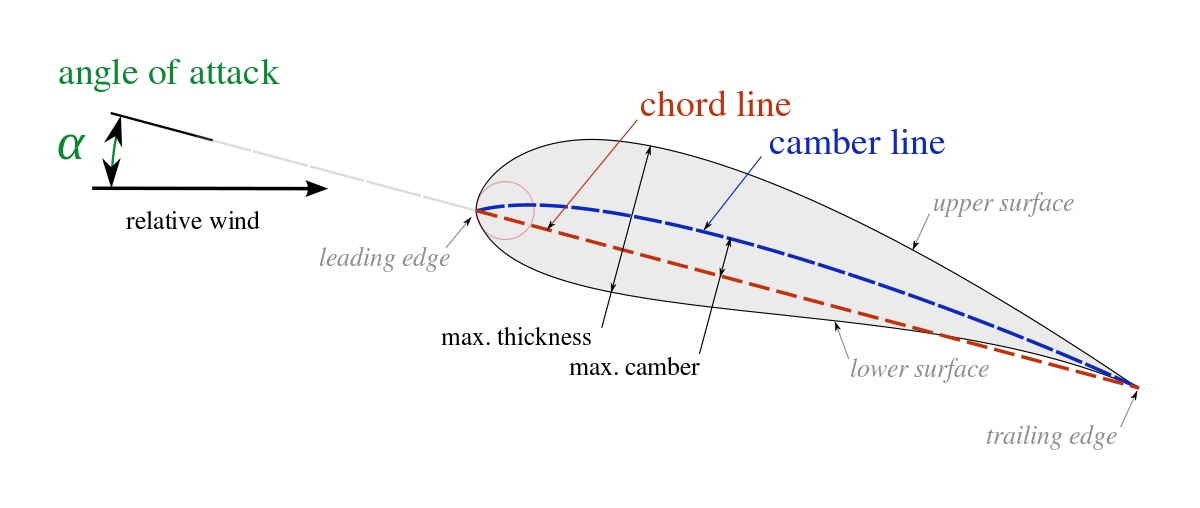 angle of attack
α
relative wind
chord line
camber line
upper surface
leading edge
max. thickness
max. camber
lower surface
trailing edge